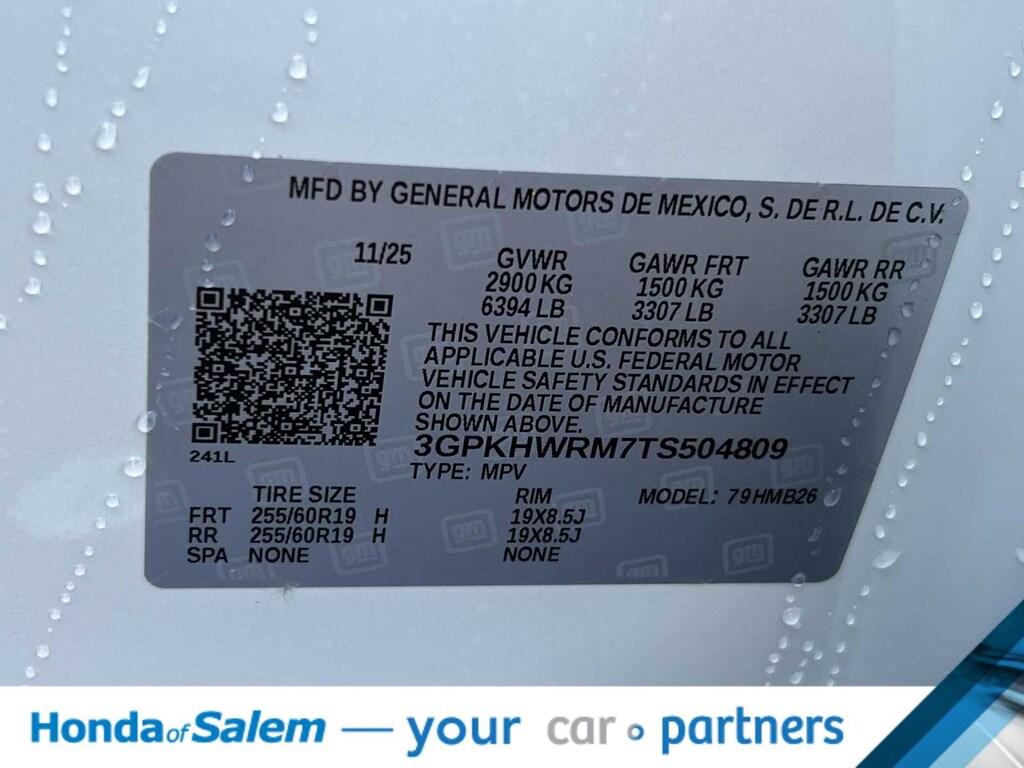 MFD BY GENERAL MOTORS DE MEXICO, S. DE R.L. DE C.V.
11/25 GVWR GAWR FRT GAWR RR
2900 KG 1500 KG 1500 KG
6394 LB 3307 LB 3307 LB
THIS VEHICLE CONFORMS TO ALL
APPLICABLE U.S. FEDERAL MOTOR
VEHICLE SAFETY STANDARDS IN EFFECT
ON THE DATE OF MANUFACTURE
SHOWN ABOVE.
241L
3GPKHWRM7TS504809
TYPE: MPV
TIRE SIZE RIM MODEL: 79HMB26
FRT 255/60R19 H 19X8.5J
RR 255/60R19 H 19X8.5J
SPA NONE NONE
gm
Honda of Salem — your car partners